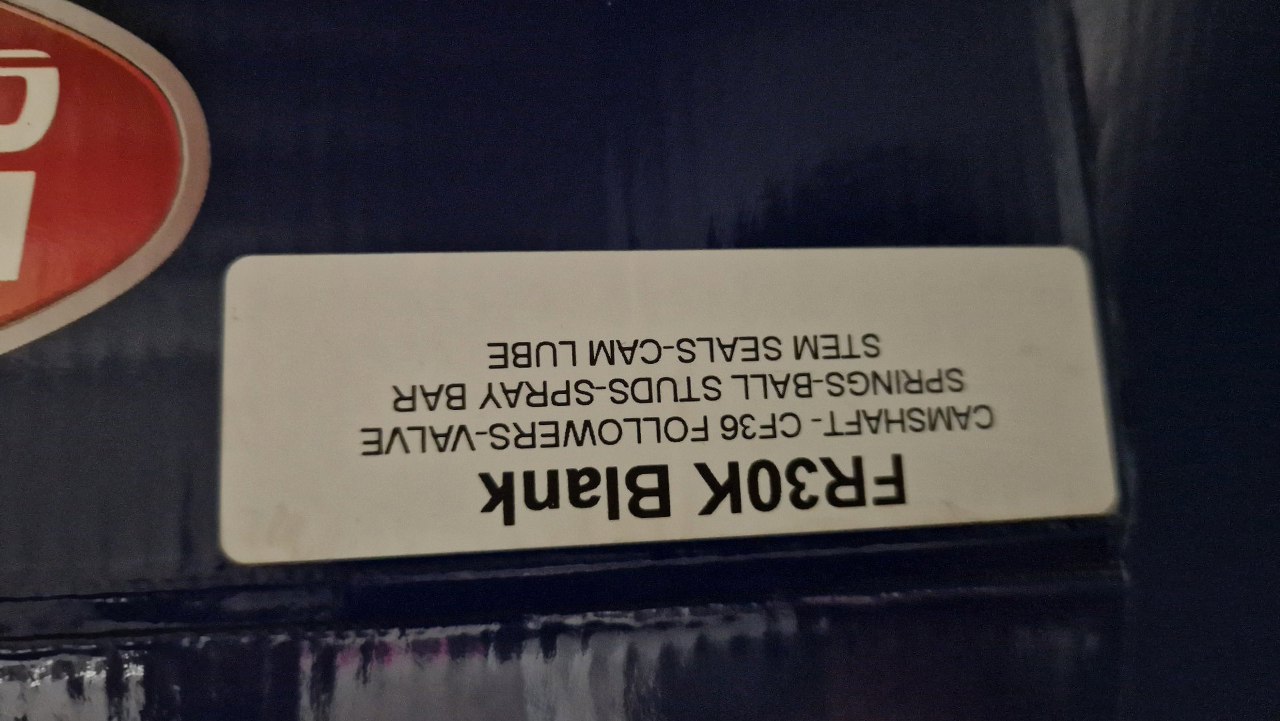 FR30K Blank
CAMSHAFT- CF36 FOLLOWERS-VALVE
SPRINGS-BALL STUDS-SPRAY BAR
STEM SEALS-CAM LUBE